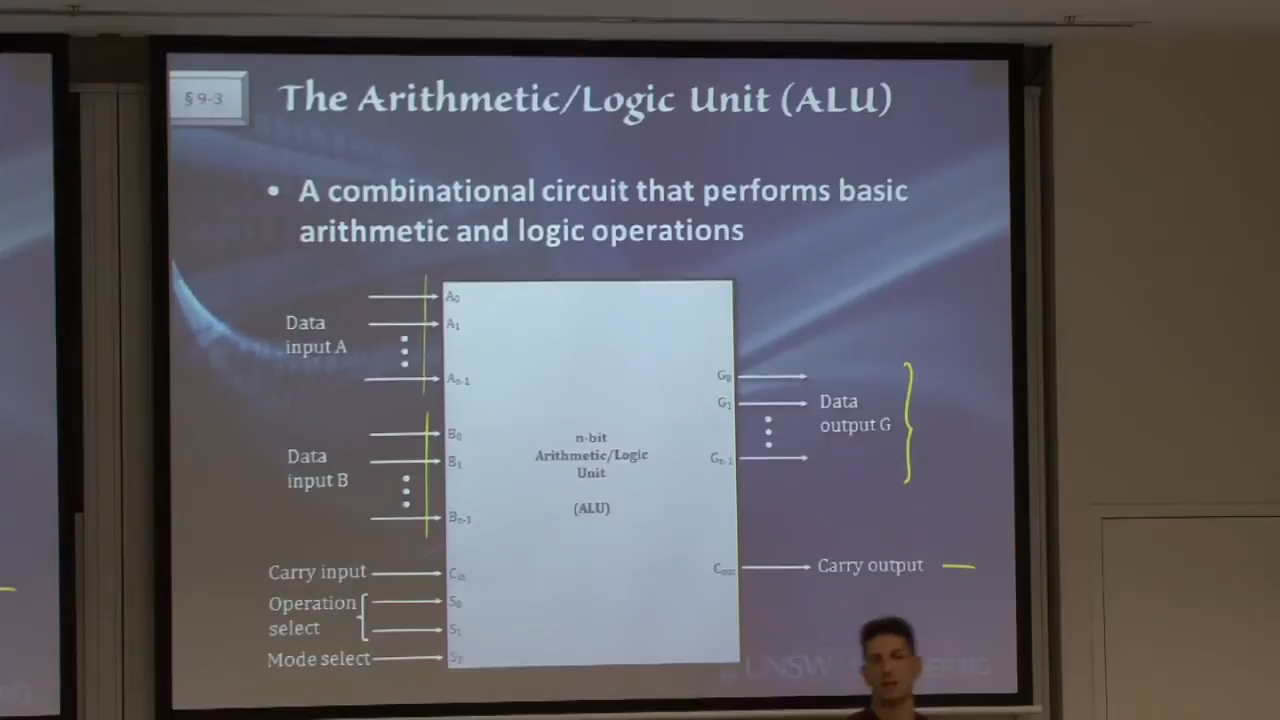 § 9-3
The Arithmetic/Logic Unit (ALU)
• A combinational circuit that performs basic
arithmetic and logic operations
Data
input A
A0
A1
An-1
Data
input B
B0
B1
Bn-1
Carry input
Cin
Operation
select
S0
S1
Mode select
S2
n-bit
Arithmetic/Logic
Unit
(ALU)
G0
G1
Gn-1
Data
output G
Cout
Carry output
UNSW